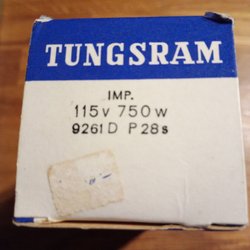 TUNGSRAM
IMP.
115v 750w
9261D P28s